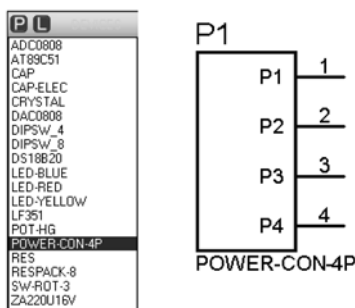 P L
ADC0808
AT89C51
CAP
CAP-ELEC
CRYSTAL
DAC0808
DIPSW_4
DIPSW_8
DS18B20
LED-BLUE
LED-RED
LED-YELLOW
LF351
POT-HG
POWER-CON-4P
RES
RESPACK-8
SW-ROT-3
ZA220U16V
P1
P1 1
P2 2
P3 3
P4 4
POWER-CON-4P